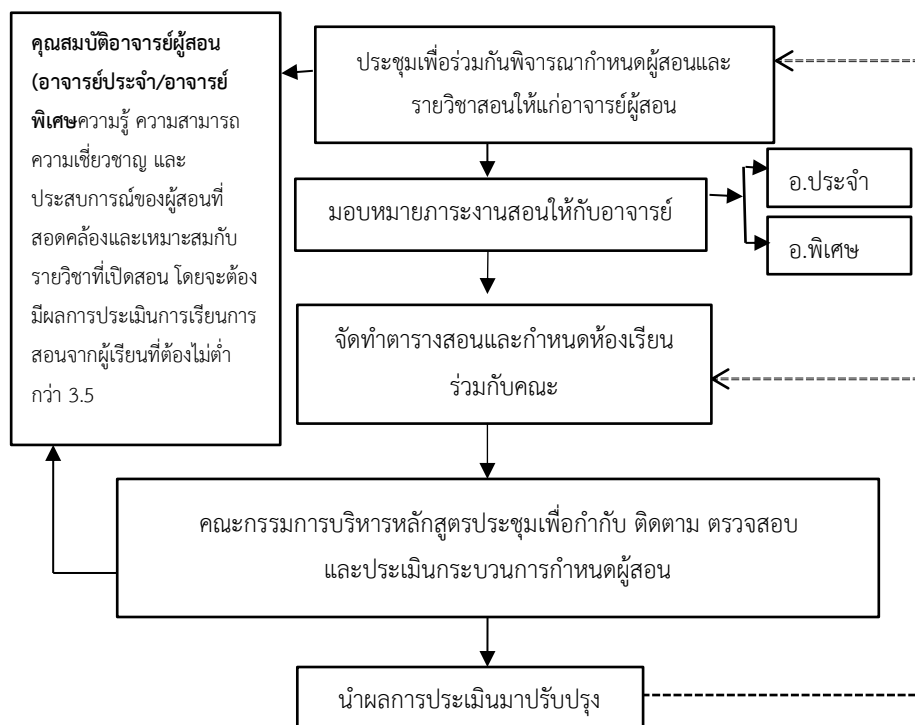 คุณสมบัติอาจารย์ผู้สอน
(อาจารย์ประจำ/อาจารย์
พิเศษความรู้ ความสามารถ
ความเชี่ยวชาญ และ
ประสบการณ์ของผู้สอนที่
สอดคล้องและเหมาะสมกับ
รายวิชาที่เปิดสอน โดยจะต้อง
มีผลการประเมินการเรียนการ
สอนจากผู้เรียนที่ต้องไม่ต่ำ
กว่า 3.5
ประชุมเพื่อร่วมกันพิจารณากำหนดผู้สอนและ
รายวิชาสอนให้แก่อาจารย์ผู้สอน
มอบหมายภาระงานสอนให้กับอาจารย์
อ.ประจำ
อ.พิเศษ
จัดทำตารางสอนและกำหนดห้องเรียน
ร่วมกับคณะ
คณะกรรมการบริหารหลักสูตรประชุมเพื่อกำกับ ติดตาม ตรวจสอบ
และประเมินกระบวนการกำหนดผู้สอน
นำผลการประเมินมาปรับปรุง